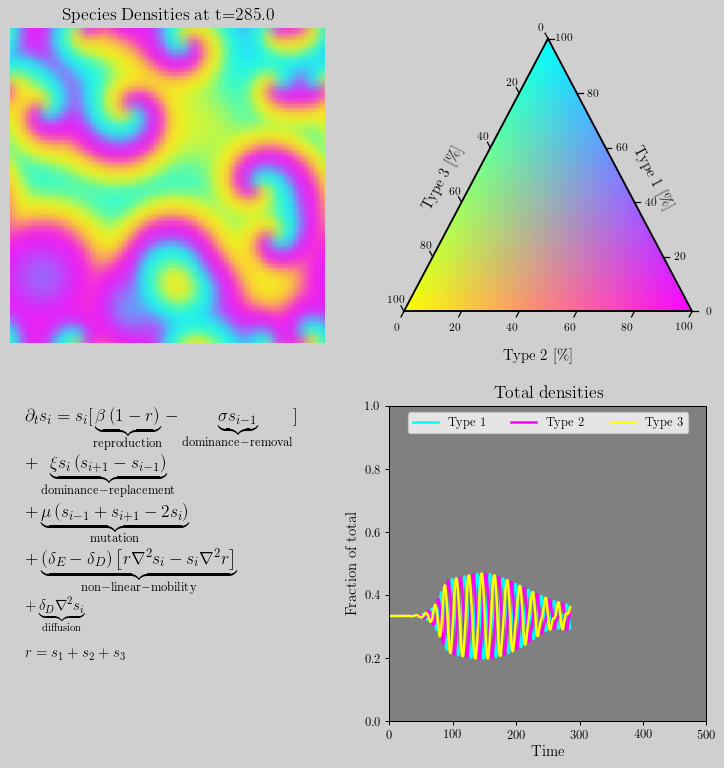 Species Densities at t=285.0
0
100
20
80
40
60
Type 3 [%]
Type 1 [%]
60
40
80
20
100
0
0
20
40
60
80
100
Type 2 [%]
∂ₜsᵢ = sᵢ[ β (1 − r) − σsᵢ₋₁ ]
reproduction dominance−removal
+ ξsᵢ (sᵢ₊₁ − sᵢ₋₁)
dominance−replacement
+ μ (sᵢ₋₁ + sᵢ₊₁ − 2sᵢ)
mutation
+ (δ_E − δ_D) [r∇²sᵢ − sᵢ∇²r]
non−linear−mobility
+ δ_D∇²sᵢ
diffusion
r = s₁ + s₂ + s₃
Total densities
Type 1 Type 2 Type 3
1.0
0.8
0.6
0.4
0.2
0.0
Fraction of total
0 100 200 300 400 500
Time